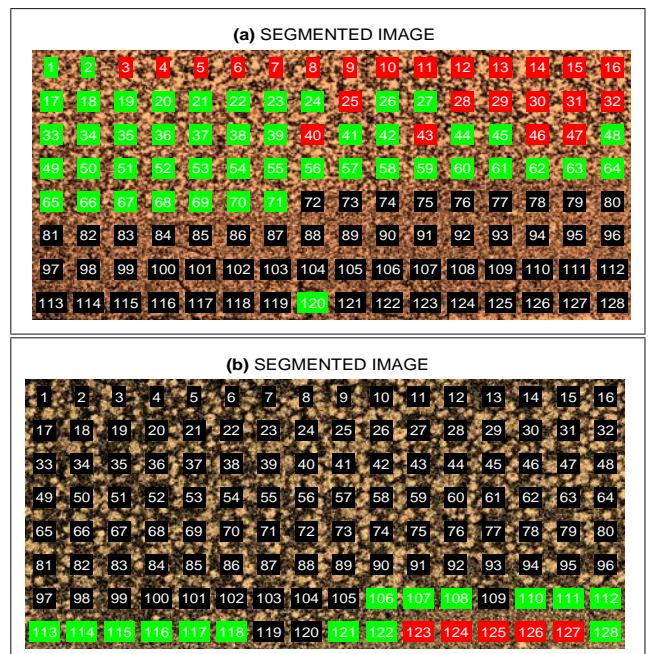 (a) SEGMENTED IMAGE
1 2 3 4 5 6 7 8 9 10 11 12 13 14 15 16
17 18 19 20 21 22 23 24 25 26 27 28 29 30 31 32
33 34 35 36 37 38 39 40 41 42 43 44 45 46 47 48
49 50 51 52 53 54 55 56 57 58 59 60 61 62 63 64
65 66 67 68 69 70 71 72 73 74 75 76 77 78 79 80
81 82 83 84 85 86 87 88 89 90 91 92 93 94 95 96
97 98 99 100 101 102 103 104 105 106 107 108 109 110 111 112
113 114 115 116 117 118 119 120 121 122 123 124 125 126 127 128
(b) SEGMENTED IMAGE
1 2 3 4 5 6 7 8 9 10 11 12 13 14 15 16
17 18 19 20 21 22 23 24 25 26 27 28 29 30 31 32
33 34 35 36 37 38 39 40 41 42 43 44 45 46 47 48
49 50 51 52 53 54 55 56 57 58 59 60 61 62 63 64
65 66 67 68 69 70 71 72 73 74 75 76 77 78 79 80
81 82 83 84 85 86 87 88 89 90 91 92 93 94 95 96
97 98 99 100 101 102 103 104 105 106 107 108 109 110 111 112
113 114 115 116 117 118 119 120 121 122 123 124 125 126 127 128